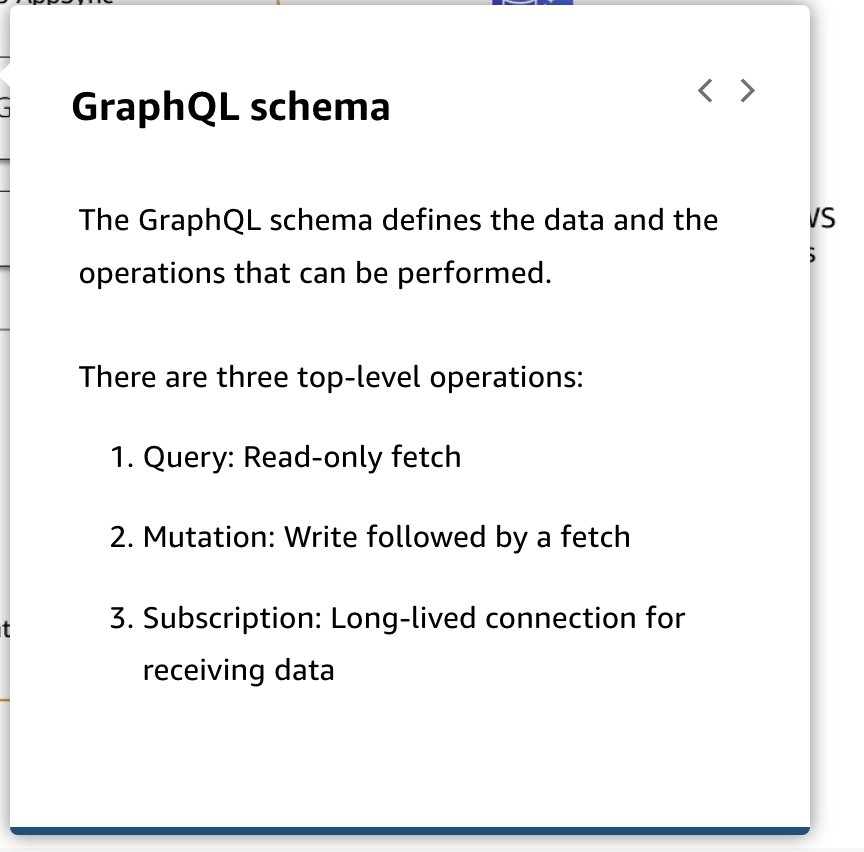 AppSync
GraphQL schema
The GraphQL schema defines the data and the
operations that can be performed.
There are three top-level operations:
1. Query: Read-only fetch
2. Mutation: Write followed by a fetch
3. Subscription: Long-lived connection for
receiving data